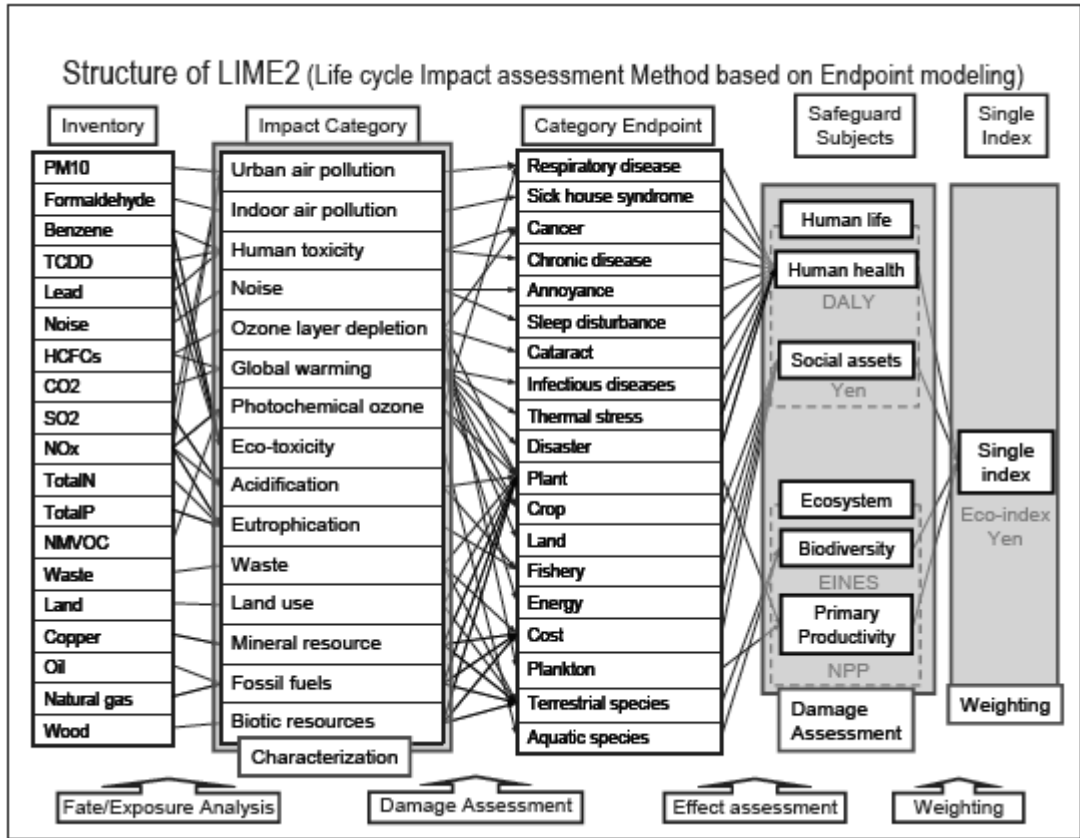 Structure of LIME2 (Life cycle Impact assessment Method based on Endpoint modeling)
Inventory
PM10
Formaldehyde
Benzene
TCDD
Lead
Noise
HCFCs
CO2
SO2
NOx
TotalN
TotalP
NMVOC
Waste
Land
Copper
Oil
Natural gas
Wood
Impact Category
Urban air pollution
Indoor air pollution
Human toxicity
Noise
Ozone layer depletion
Global warming
Photochemical ozone
Eco-toxicity
Acidification
Eutrophication
Waste
Land use
Mineral resource
Fossil fuels
Biotic resources
Characterization
Category Endpoint
Respiratory disease
Sick house syndrome
Cancer
Chronic disease
Annoyance
Sleep disturbance
Cataract
Infectious diseases
Thermal stress
Disaster
Plant
Crop
Land
Fishery
Energy
Cost
Plankton
Terrestrial species
Aquatic species
Safeguard
Subjects
Human life
Human health
DALY
Social assets
Yen
Ecosystem
Biodiversity
EINES
Primary
Productivity
NPP
Damage
Assessment
Single
Index
Single
index
Eco-index
Yen
Weighting
Fate/Exposure Analysis
Damage Assessment
Effect assessment
Weighting